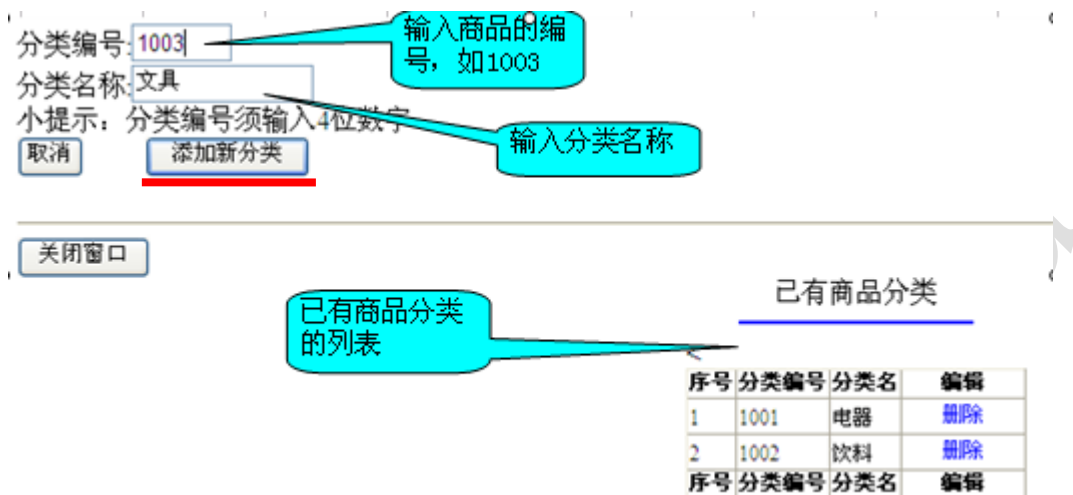 分类编号:1003
输入商品的编
号，如1003
分类名称:文具
小提示：分类编号须输入4位数字
输入分类名称
取消 添加新分类
关闭窗口
已有商品分类
已有商品分类
的列表
<
序号 分类编号 分类名 编辑
1 1001 电器 删除
2 1002 饮料 删除
序号 分类编号 分类名 编辑